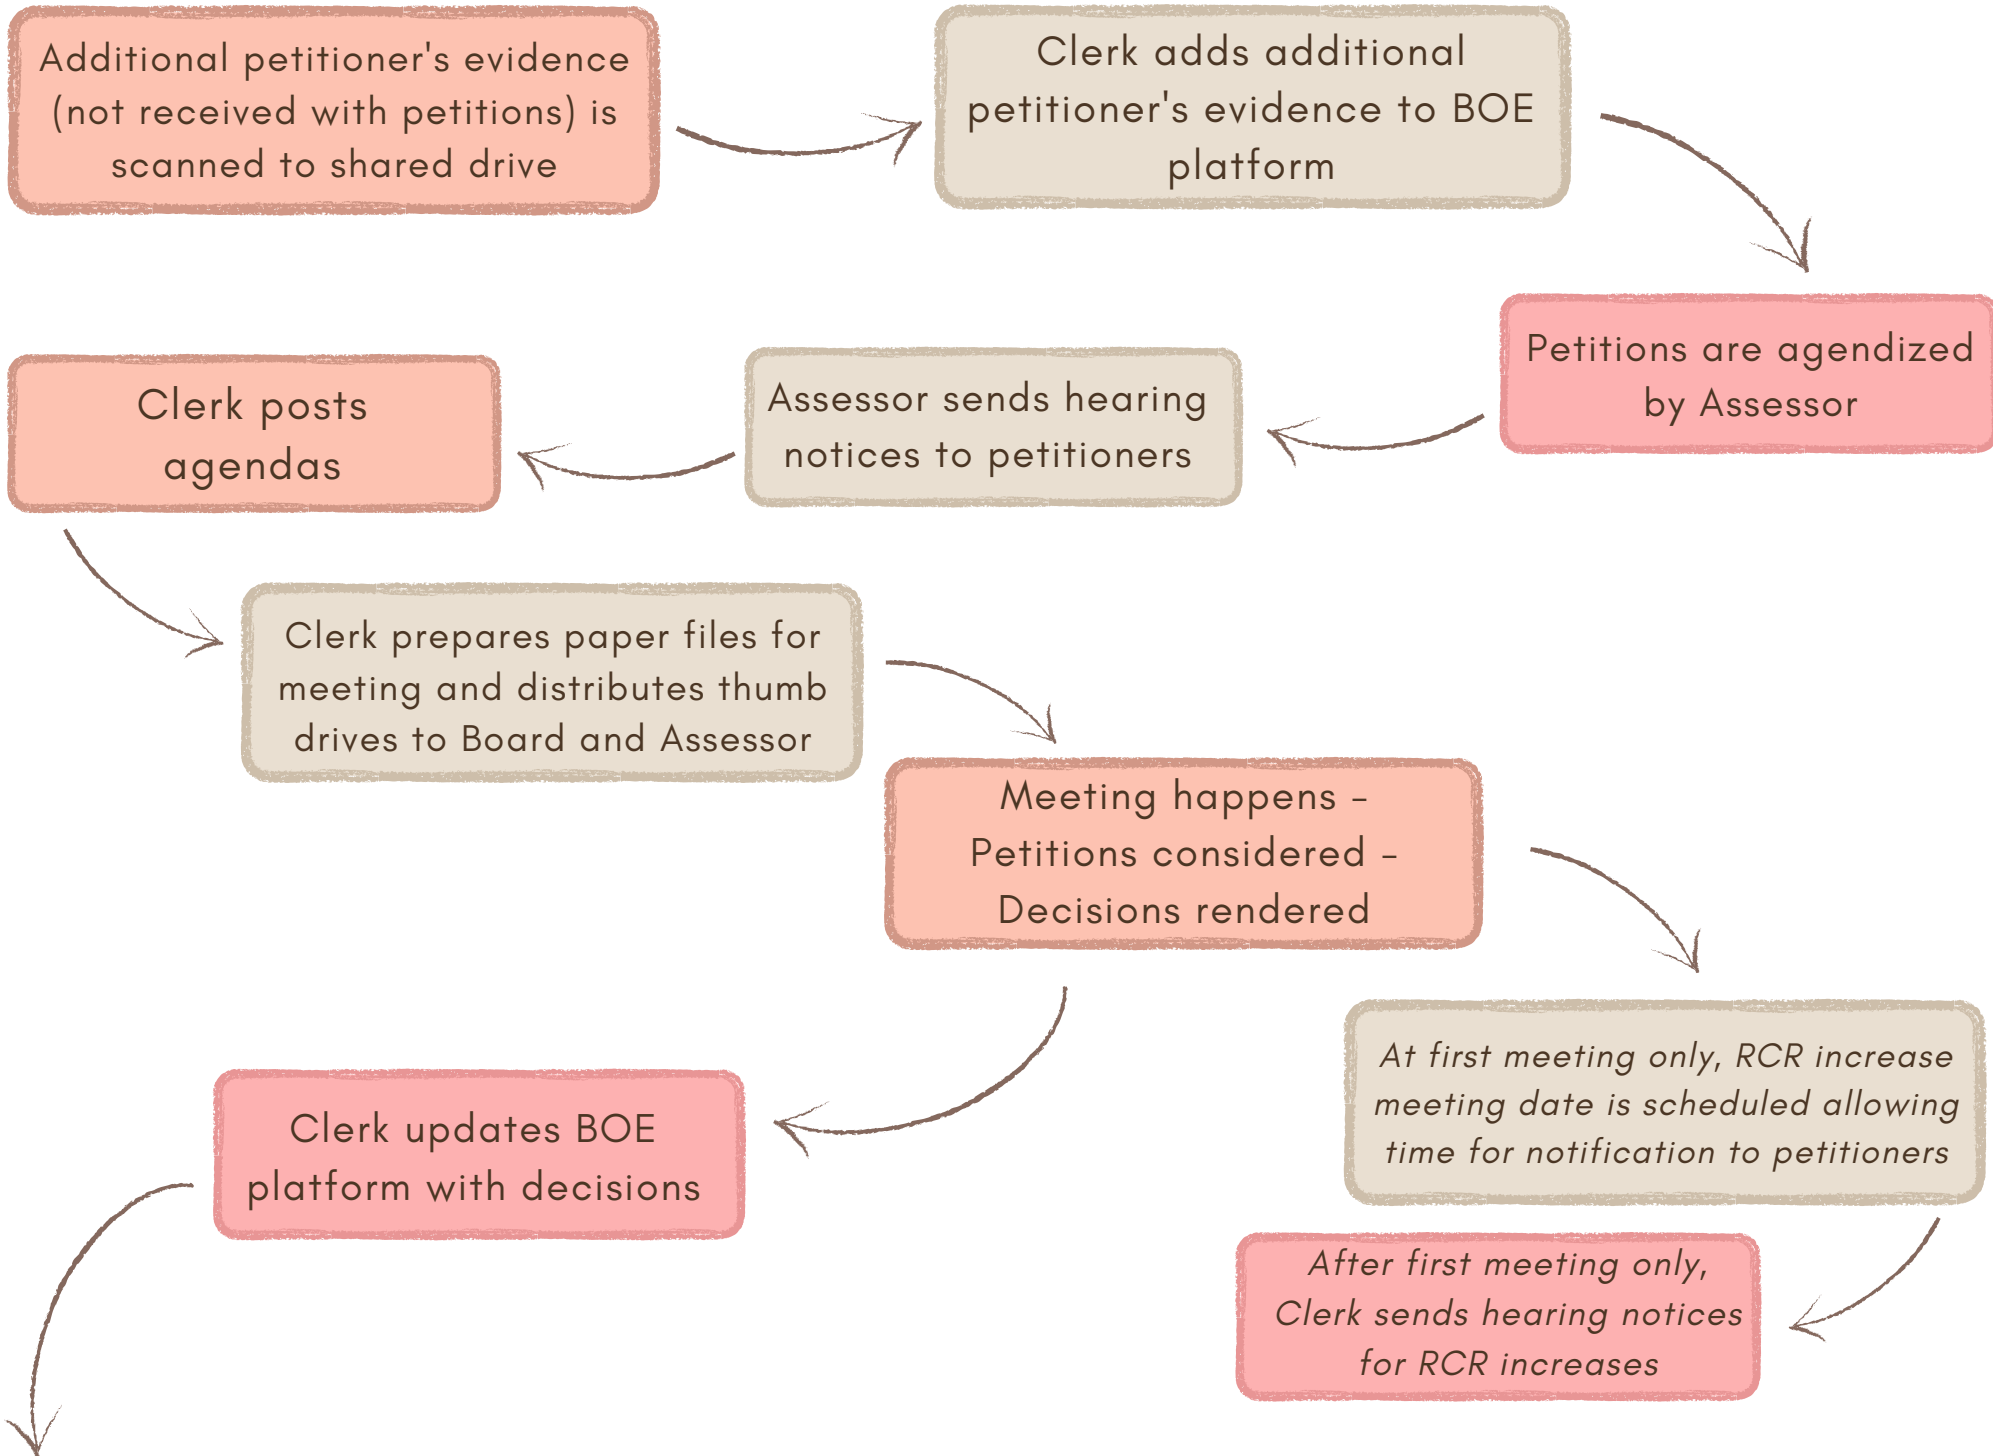 Additional petitioner's evidence
(not received with petitions) is
scanned to shared drive
Clerk adds additional
petitioner's evidence to BOE
platform
Petitions are agendized
by Assessor
Assessor sends hearing
notices to petitioners
Clerk posts
agendas
Clerk prepares paper files for
meeting and distributes thumb
drives to Board and Assessor
Meeting happens -
Petitions considered -
Decisions rendered
At first meeting only, RCR increase
meeting date is scheduled allowing
time for notification to petitioners
Clerk updates BOE
platform with decisions
After first meeting only,
Clerk sends hearing notices
for RCR increases